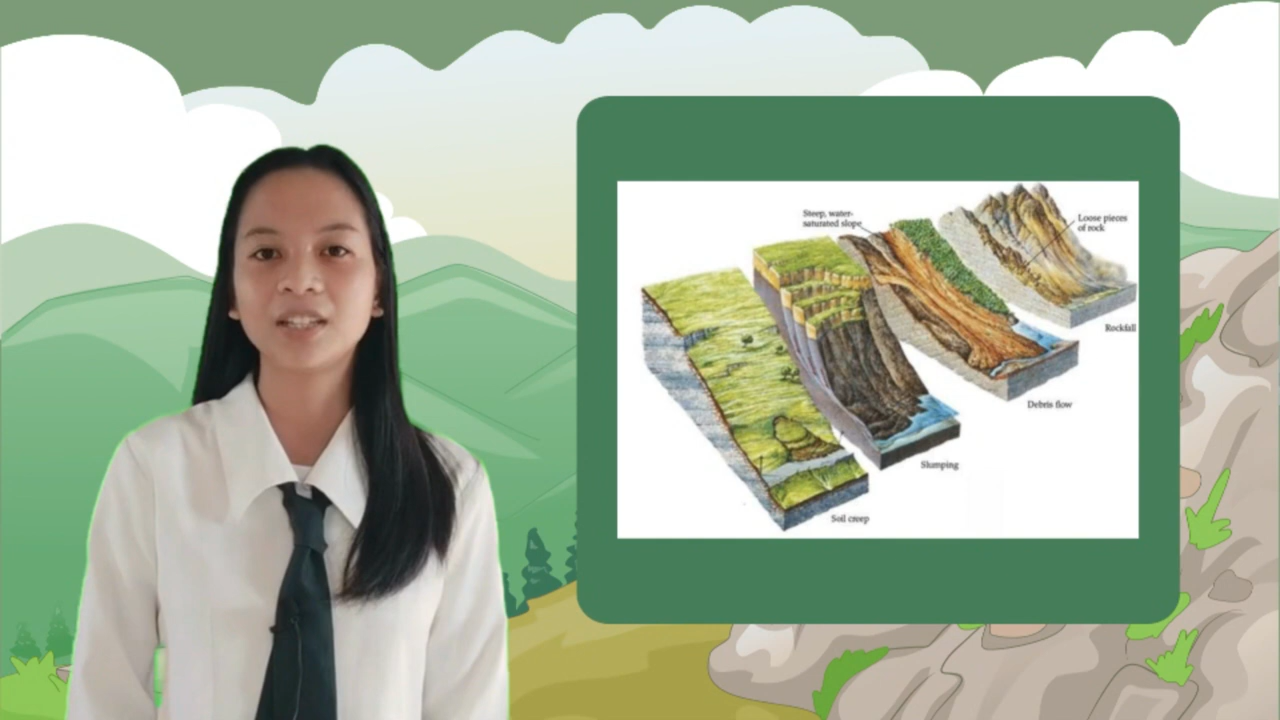 Steep, water-
saturated slope
Loose pieces
of rock
Rockfall
Debris flow
Slumping
Soil creep